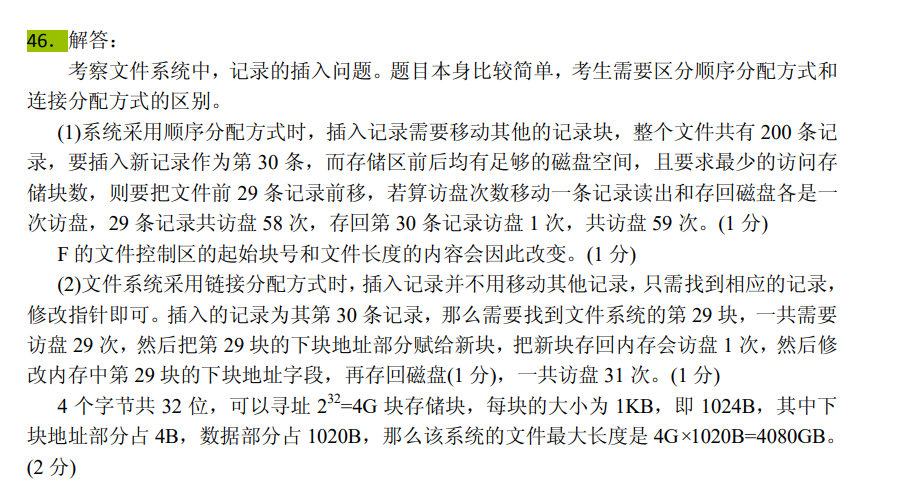 46．解答：
考察文件系统中，记录的插入问题。题目本身比较简单，考生需要区分顺序分配方式和
连接分配方式的区别。
(1)系统采用顺序分配方式时，插入记录需要移动其他的记录块，整个文件共有 200 条记
录，要插入新记录作为第 30 条，而存储区前后均有足够的磁盘空间，且要求最少的访问存
储块数，则要把文件前 29 条记录前移，若算访盘次数移动一条记录读出和存回磁盘各是一
次访盘，29 条记录共访盘 58 次，存回第 30 条记录访盘 1 次，共访盘 59 次。(1 分)
F 的文件控制区的起始块号和文件长度的内容会因此改变。(1 分)
(2)文件系统采用链接分配方式时，插入记录并不用移动其他记录，只需找到相应的记录，
修改指针即可。插入的记录为其第 30 条记录，那么需要找到文件系统的第 29 块，一共需要
访盘 29 次，然后把第 29 块的下块地址部分赋给新块，把新块存回内存会访盘 1 次，然后修
改内存中第 29 块的下块地址字段，再存回磁盘(1 分)，一共访盘 31 次。(1 分)
4 个字节共 32 位，可以寻址 2³²=4G 块存储块，每块的大小为 1KB，即 1024B，其中下
块地址部分占 4B，数据部分占 1020B，那么该系统的文件最大长度是 4G×1020B=4080GB。
(2 分)